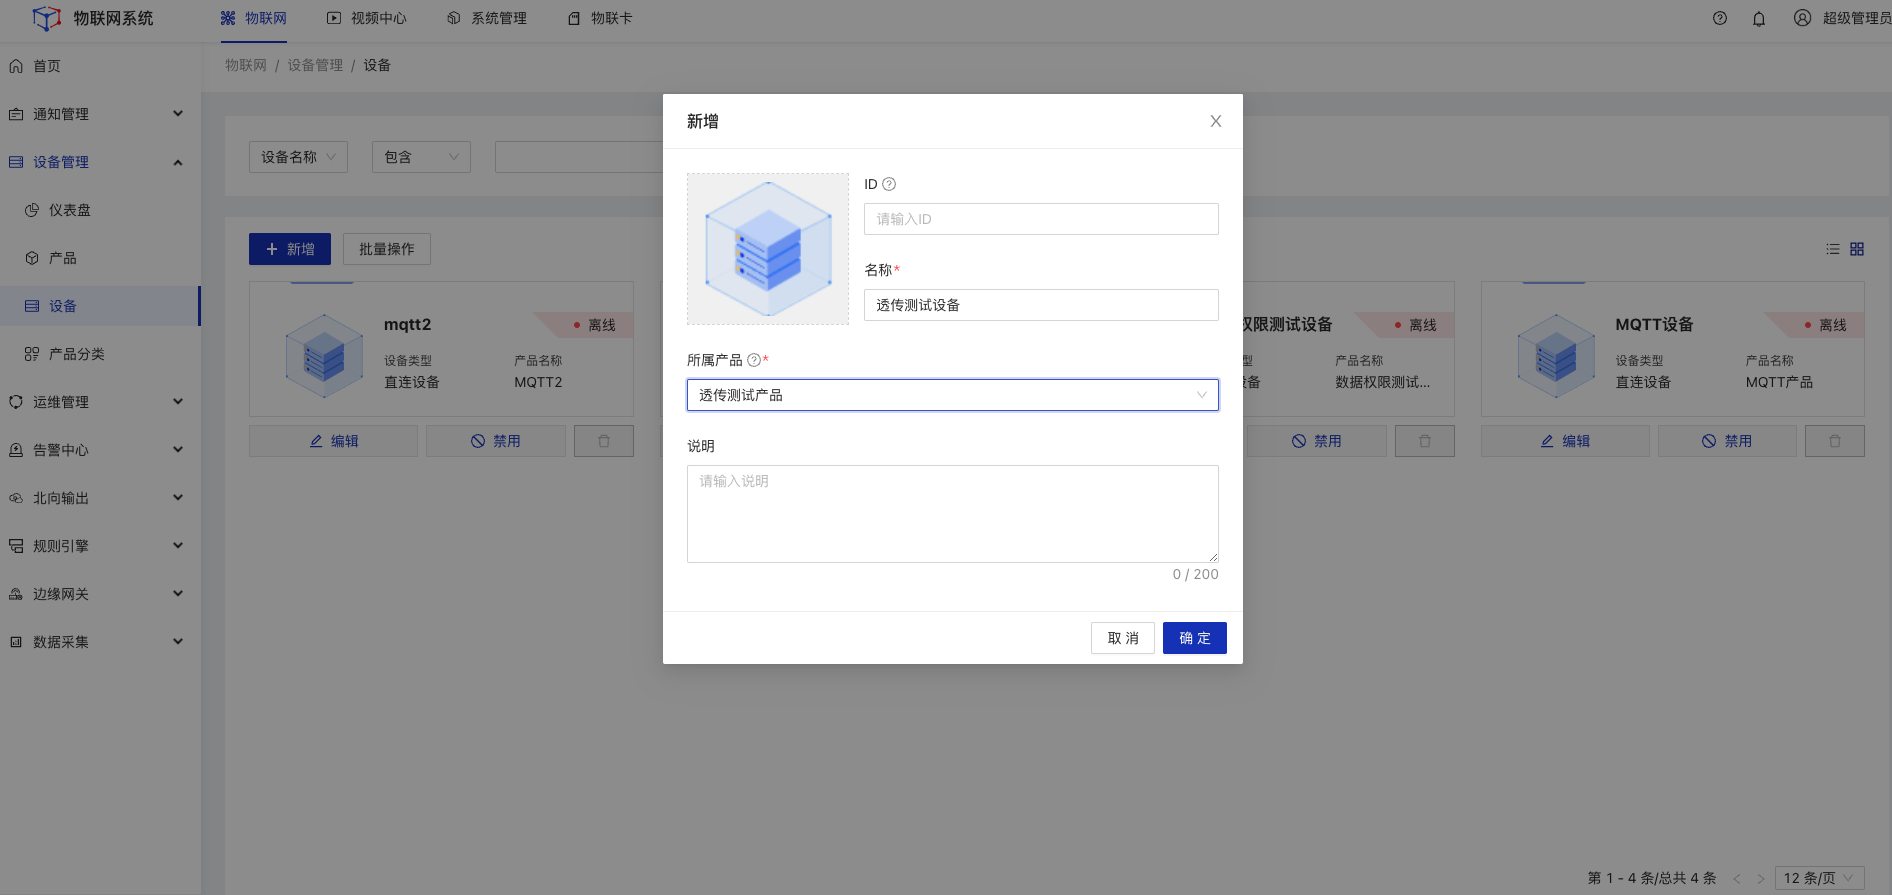 物联网系统
物联网
视频中心
系统管理
物联卡
超级管理员
首页
通知管理
设备管理
仪表盘
产品
设备
产品分类
运维管理
告警中心
北向输出
规则引擎
边缘网关
数据采集
物联网 / 设备管理 / 设备
设备名称
包含
新增
批量操作
mqtt2
离线
设备类型
产品名称
直连设备
MQTT2
编辑
禁用
新增
ID
请输入ID
名称*
透传测试设备
所属产品 *
透传测试产品
说明
请输入说明
0 / 200
取 消
确 定
权限测试设备
离线
型
产品名称
设备
数据权限测试...
禁用
MQTT设备
离线
设备类型
产品名称
直连设备
MQTT产品
编辑
禁用
第 1 - 4 条/总共 4 条
12 条/页